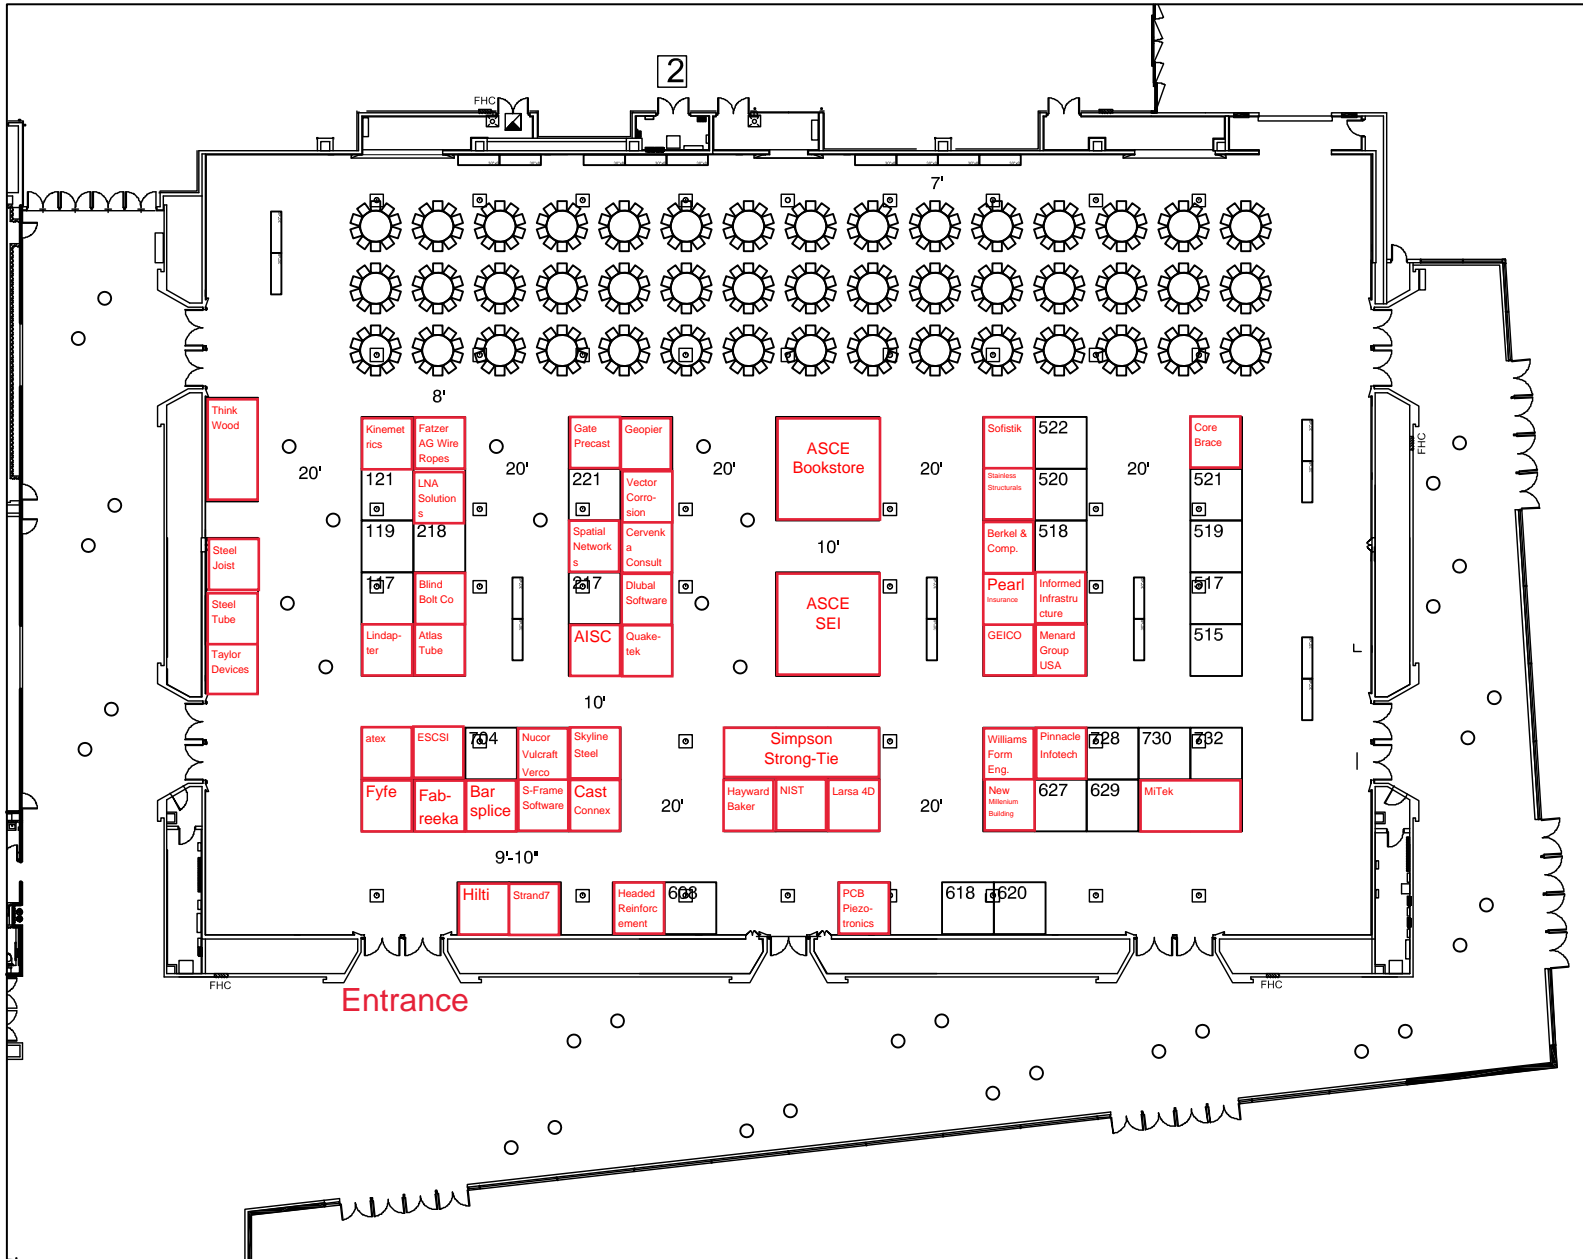 2
FHC
7'
8'
Think
Wood
Kinemet
rics
Fatzer
AG Wire
Ropes
Gate
Precast
Geopier
ASCE
Bookstore
Sofistik
522
Core
Brace
20'
20'
20'
20'
20'
121
LNA
Solution
s
221
Vector
Corro-
sion
Stainless
Structurals
520
521
FHC
119
218
Spatial
Network
s
Cervenk
a
Consult
10'
Berkel &
Comp.
518
519
Steel
Joist
117
Blind
Bolt Co
217
Dlubal
Software
ASCE
SEI
Pearl
Insurance
Informed
Infrastru
cture
517
Steel
Tube
Lindap-
ter
Atlas
Tube
AISC
Quake-
tek
GEICO
Menard
Group
USA
515
Taylor
Devices
10'
atex
ESCSI
704
Nucor
Vulcraft
Verco
Skyline
Steel
Simpson
Strong-Tie
Williams
Form
Eng.
Pinnacle
Infotech
728
730
732
Fyfe
Fab-
reeka
Bar
splice
S-Frame
Software
Cast
Connex
20'
Hayward
Baker
NIST
Larsa 4D
20'
New
Millenium
Building
627
629
MiTek
9'-10"
Hilti
Strand7
Headed
Reinforc
ement
608
PCB
Piezo-
tronics
618
620
FHC
Entrance
FHC